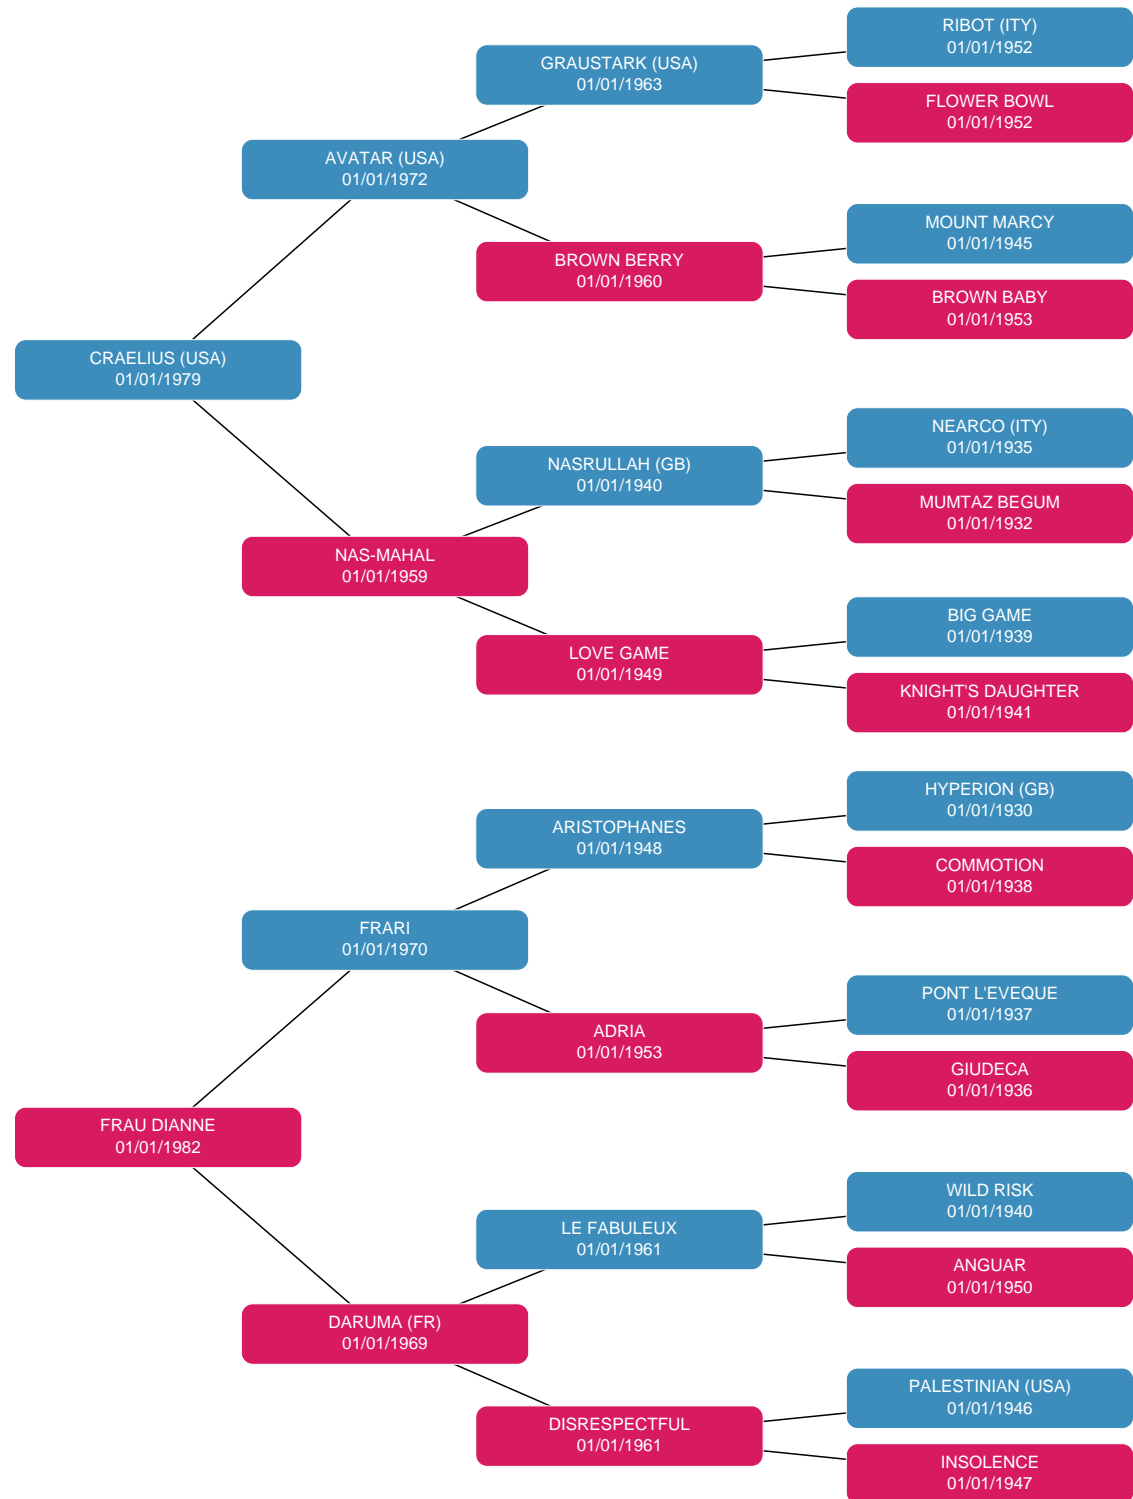 RIBOT (ITY)
01/01/1952
GRAUSTARK (USA)
01/01/1963
FLOWER BOWL
01/01/1952
AVATAR (USA)
01/01/1972
MOUNT MARCY
01/01/1945
BROWN BERRY
01/01/1960
BROWN BABY
01/01/1953
CRAELIUS (USA)
01/01/1979
NEARCO (ITY)
01/01/1935
NASRULLAH (GB)
01/01/1940
MUMTAZ BEGUM
01/01/1932
NAS-MAHAL
01/01/1959
BIG GAME
01/01/1939
LOVE GAME
01/01/1949
KNIGHT'S DAUGHTER
01/01/1941
HYPERION (GB)
01/01/1930
ARISTOPHANES
01/01/1948
COMMOTION
01/01/1938
FRARI
01/01/1970
PONT L'EVEQUE
01/01/1937
ADRIA
01/01/1953
GIUDECA
01/01/1936
FRAU DIANNE
01/01/1982
WILD RISK
01/01/1940
LE FABULEUX
01/01/1961
ANGUAR
01/01/1950
DARUMA (FR)
01/01/1969
PALESTINIAN (USA)
01/01/1946
DISRESPECTFUL
01/01/1961
INSOLENCE
01/01/1947